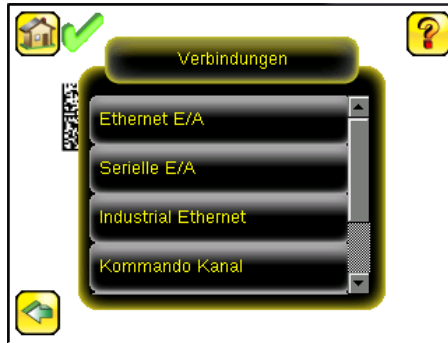 Verbindungen
Ethernet E/A
Serielle E/A
Industrial Ethernet
Kommando Kanal